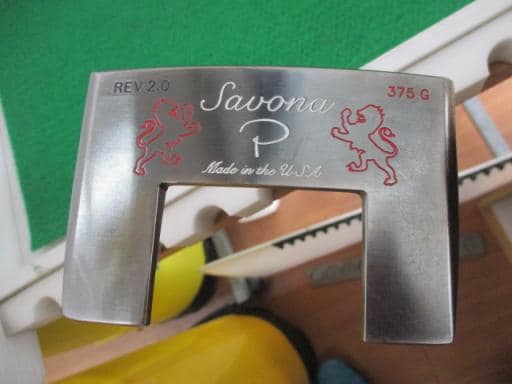 REV 2.0
Savona
375 G
P
Made in the U.S.A